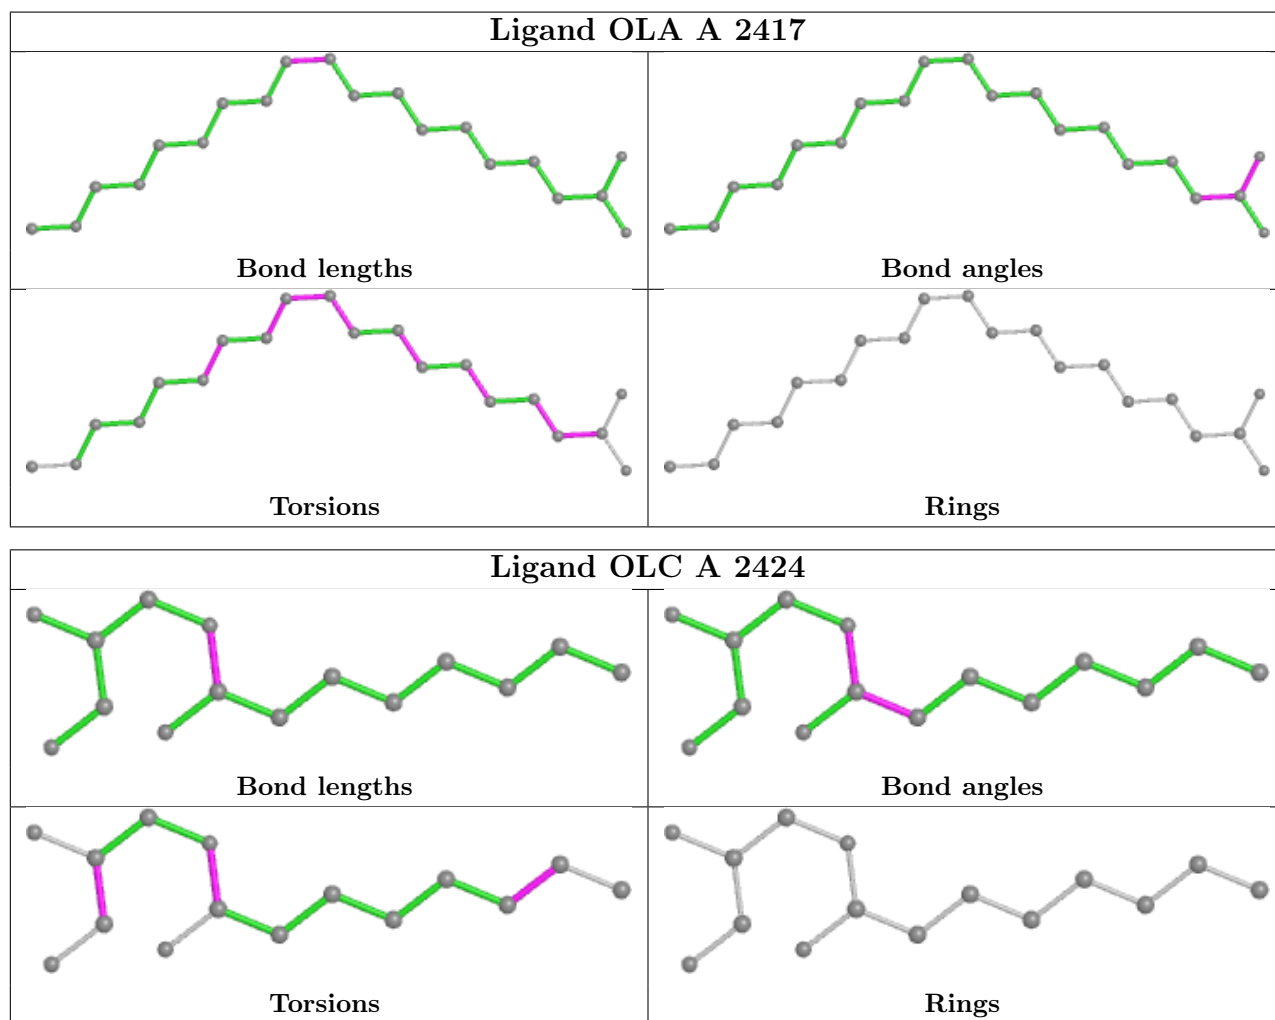 Ligand OLA A 2417
Bond lengths
Bond angles
Torsions
Rings
Ligand OLC A 2424
Bond lengths
Bond angles
Torsions
Rings